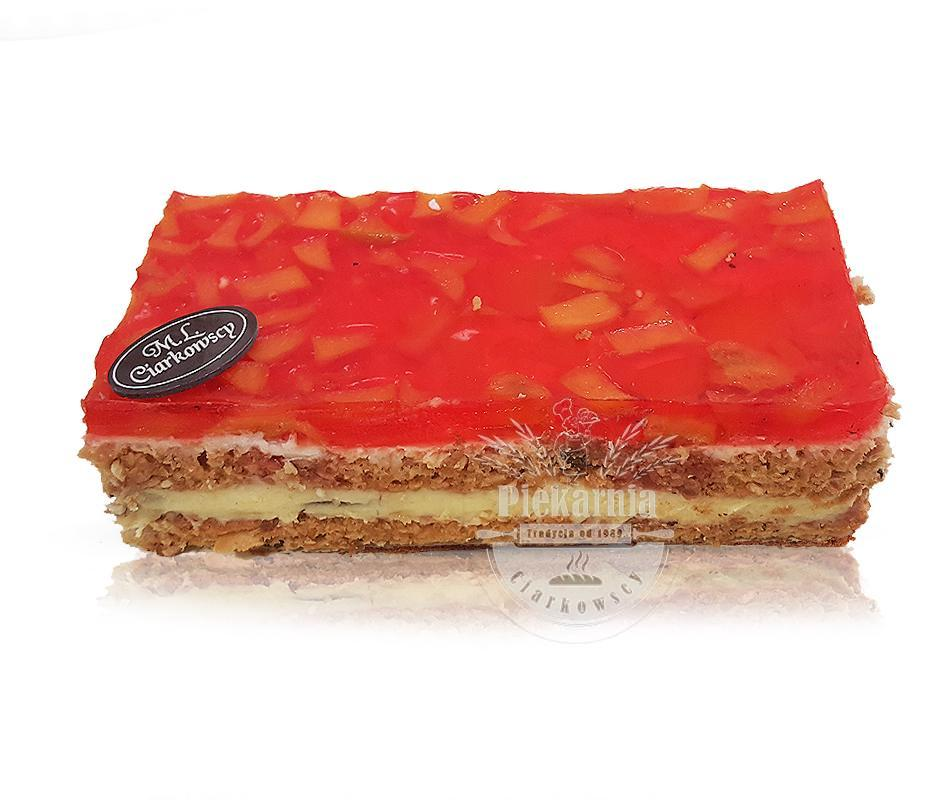 M. L.
Ciarkowscy
Piekarnia
Tradycja od 1989
Ciarkowscy